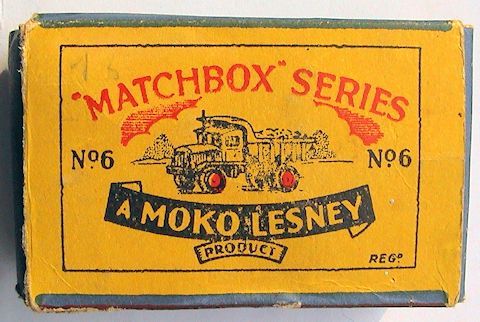 "MATCHBOX" SERIES
Nº6
Nº6
A MOKO LESNEY
PRODUCT
REGD